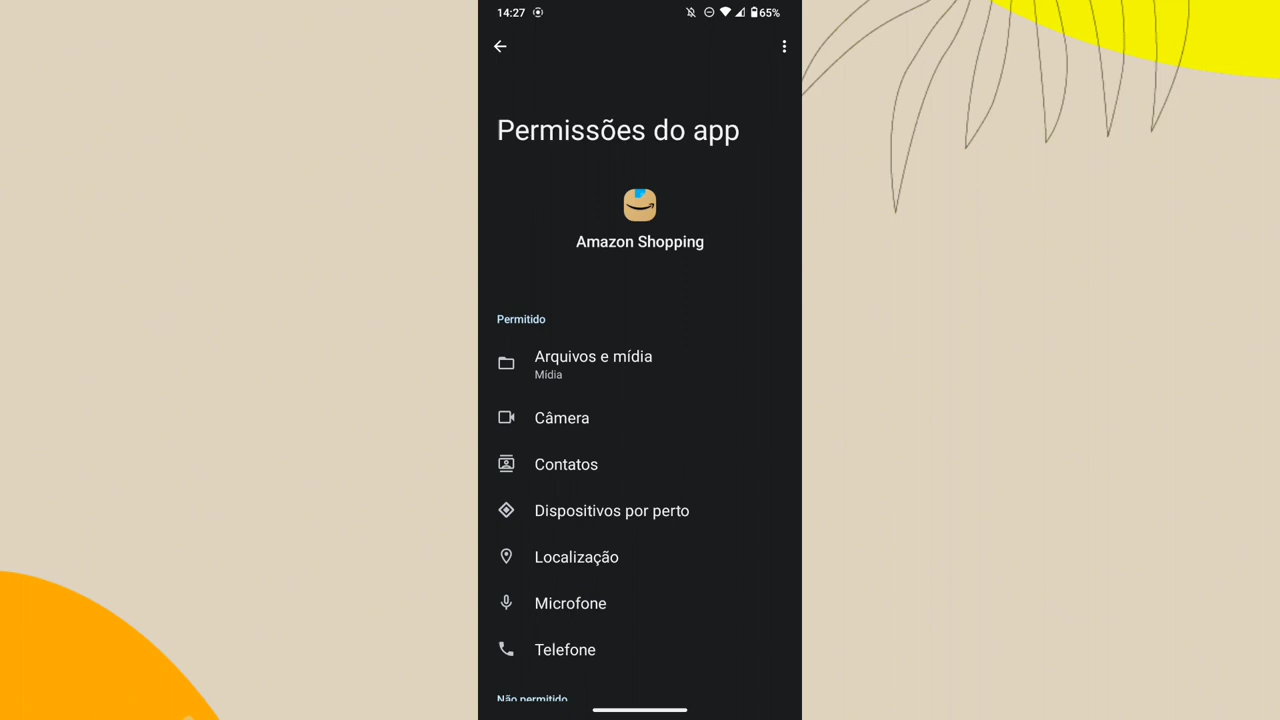 14:27
65%
Permissões do app
Amazon Shopping
Permitido
Arquivos e mídia
Mídia
Câmera
Contatos
Dispositivos por perto
Localização
Microfone
Telefone
Não permitido